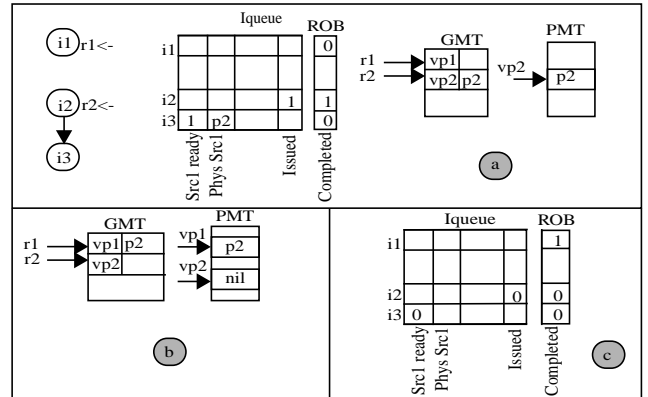 Iqueue
ROB
i1 r1<-
i1
0
GMT
PMT
r1
vp1
r2
vp2 p2
vp2
p2
i2 r2<-
i2
1
1
i3
1 p2
0
i3
Src1 ready
Phys Src1
Issued
Completed
a
GMT
PMT
r1
vp1 p2
vp1
p2
r2
vp2
vp2
nil
b
Iqueue
ROB
i1
1
i2
0
0
i3
0
0
Src1 ready
Phys Src1
Issued
Completed
c